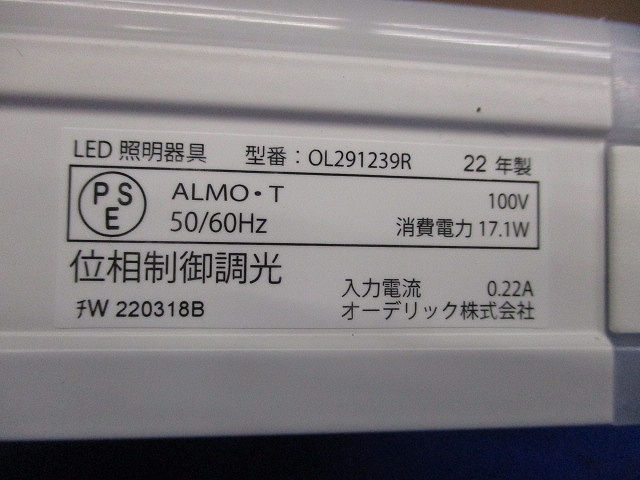 LED 照明器具 型番：OL291239R 22 年製
PSE ALMO・T 100V
50/60Hz 消費電力 17.1W
位相制御調光
入力電流 0.22A
ﾁW 220318B オーデリック株式会社